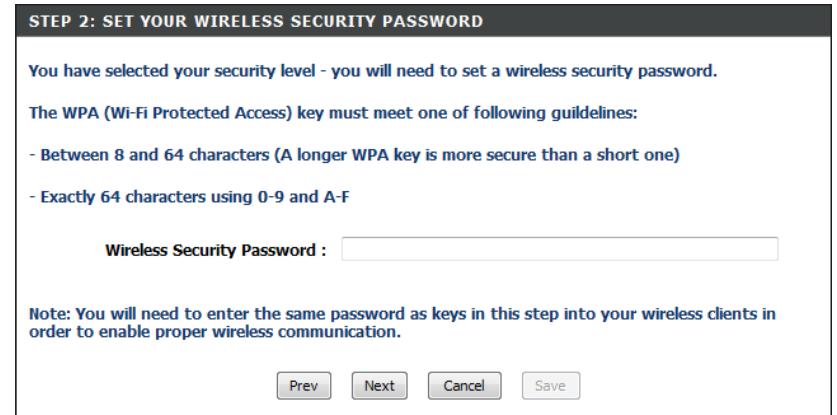 STEP 2: SET YOUR WIRELESS SECURITY PASSWORD
You have selected your security level - you will need to set a wireless security password.
The WPA (Wi-Fi Protected Access) key must meet one of following guildelines:
- Between 8 and 64 characters (A longer WPA key is more secure than a short one)
- Exactly 64 characters using 0-9 and A-F
Wireless Security Password :
Note: You will need to enter the same password as keys in this step into your wireless clients in
order to enable proper wireless communication.
Prev Next Cancel Save